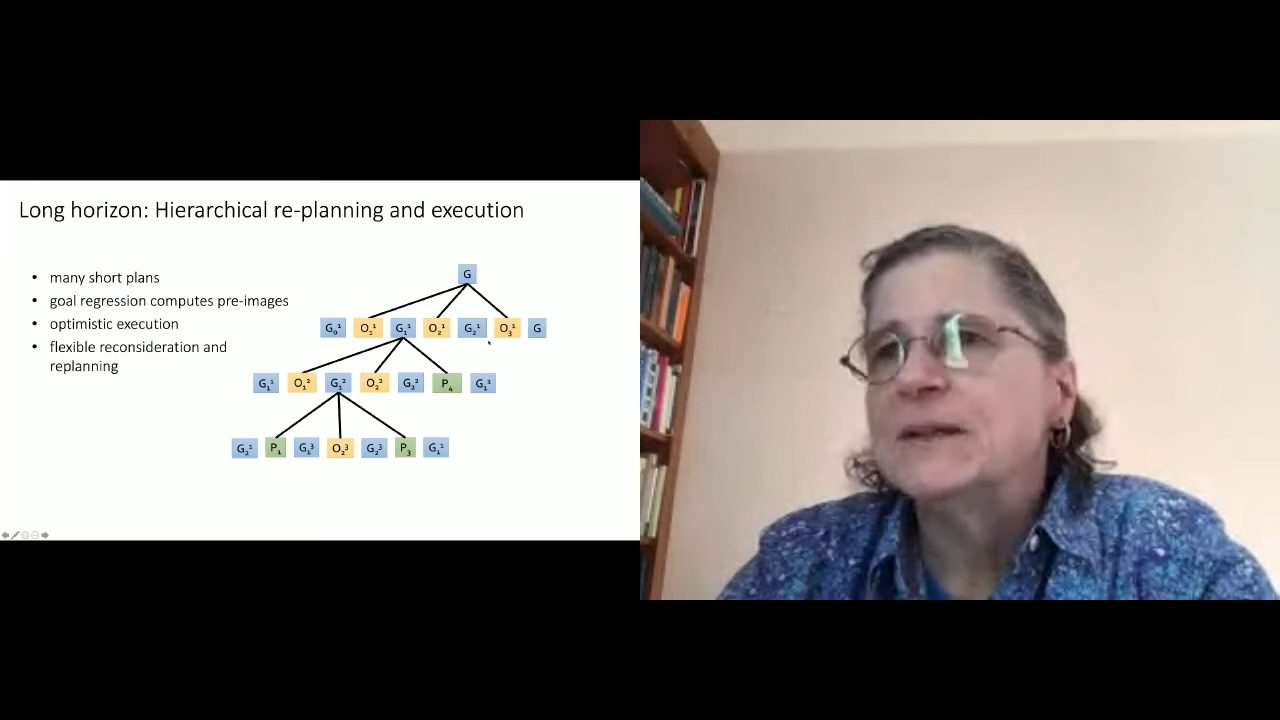 Long horizon: Hierarchical re-planning and execution
• many short plans
• goal regression computes pre-images
• optimistic execution
• flexible reconsideration and
replanning
G
G₀¹ O₁¹ G₁¹ O₂¹ G₂¹ O₃¹ G
G₁¹ O₁² G₁² O₂² G₂² P₄ G₁¹
P₁ G₁³ O₂³ G₂³ P₃ G₁¹